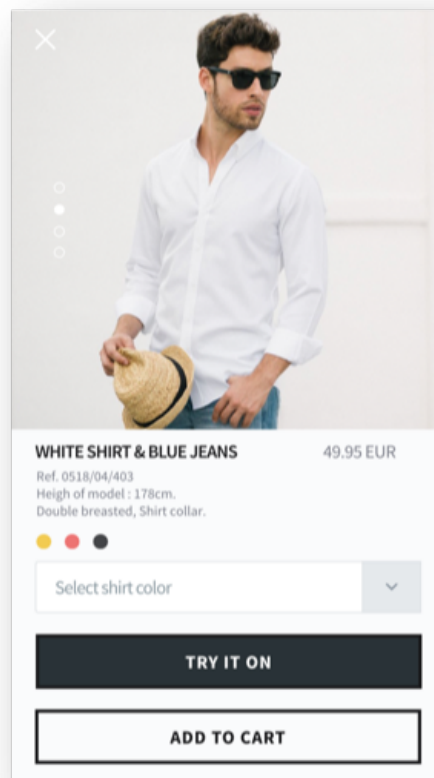 WHITE SHIRT & BLUE JEANS 49.95 EUR
Ref. 0518/04/403
Heigh of model : 178cm.
Double breasted, Shirt collar.
Select shirt color
TRY IT ON
ADD TO CART